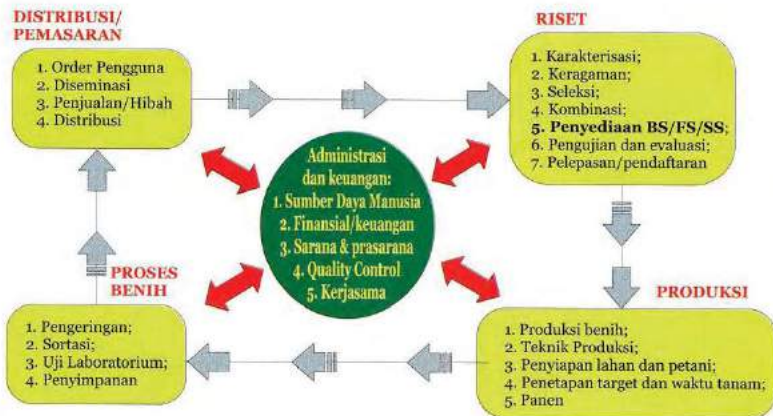 DISTRIBUSI/
PEMASARAN
1. Order Pengguna
2. Diseminasi
3. Penjualan/Hibah
4. Distribusi
RISET
1. Karakterisasi;
2. Keragaman;
3. Seleksi;
4. Kombinasi
5. Penyediaan BS/FS/SS;
6. Pengujian dan evaluasi;
7. Pelepasan/pendaftaran
Administrasi
dan keuangan:
1. Sumber Daya Manusia
2. Finansial/keuangan
3. Sarana & prasarana
4. Quality Control
5. Kerjasama
PROSES
BENIH
1. Pengeringan;
2. Sortasi;
3. Uji Laboratorium;
4. Penyimpanan
PRODUKSI
1. Produksi benih;
2. Teknik Produksi;
3. Penyiapan lahan dan petani;
4. Penetapan target dan waktu tanam;
5. Panen